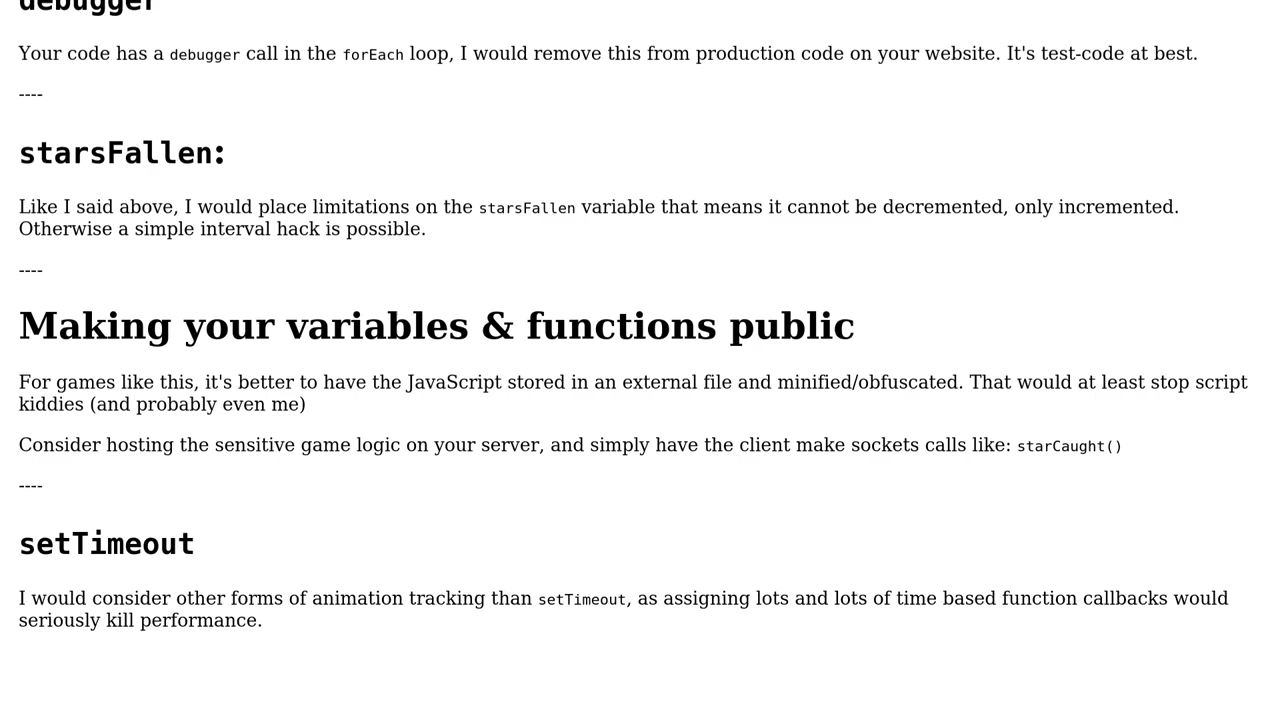 debugger
Your code has a debugger call in the forEach loop, I would remove this from production code on your website. It's test-code at best.
----
starsFallen:
Like I said above, I would place limitations on the starsFallen variable that means it cannot be decremented, only incremented.
Otherwise a simple interval hack is possible.
----
Making your variables & functions public
For games like this, it's better to have the JavaScript stored in an external file and minified/obfuscated. That would at least stop script
kiddies (and probably even me)
Consider hosting the sensitive game logic on your server, and simply have the client make sockets calls like: starCaught()
----
setTimeout
I would consider other forms of animation tracking than setTimeout, as assigning lots and lots of time based function callbacks would
seriously kill performance.